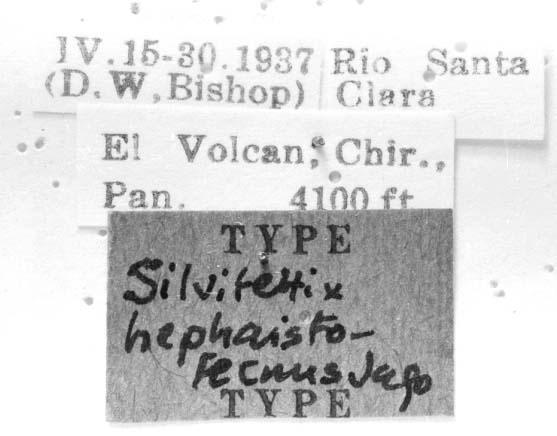 IV.15-30.1937 Rio Santa
(D.W.Bishop) Clara
El Volcan, Chir.,
Pan. 4100 ft
TYPE
Silvitettix
hephaisto-
tecnus Jago
TYPE